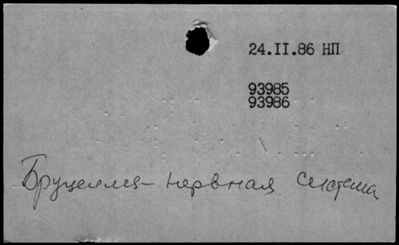 24.II.86 НП
93985
93986
Бруцеллез - нервная система